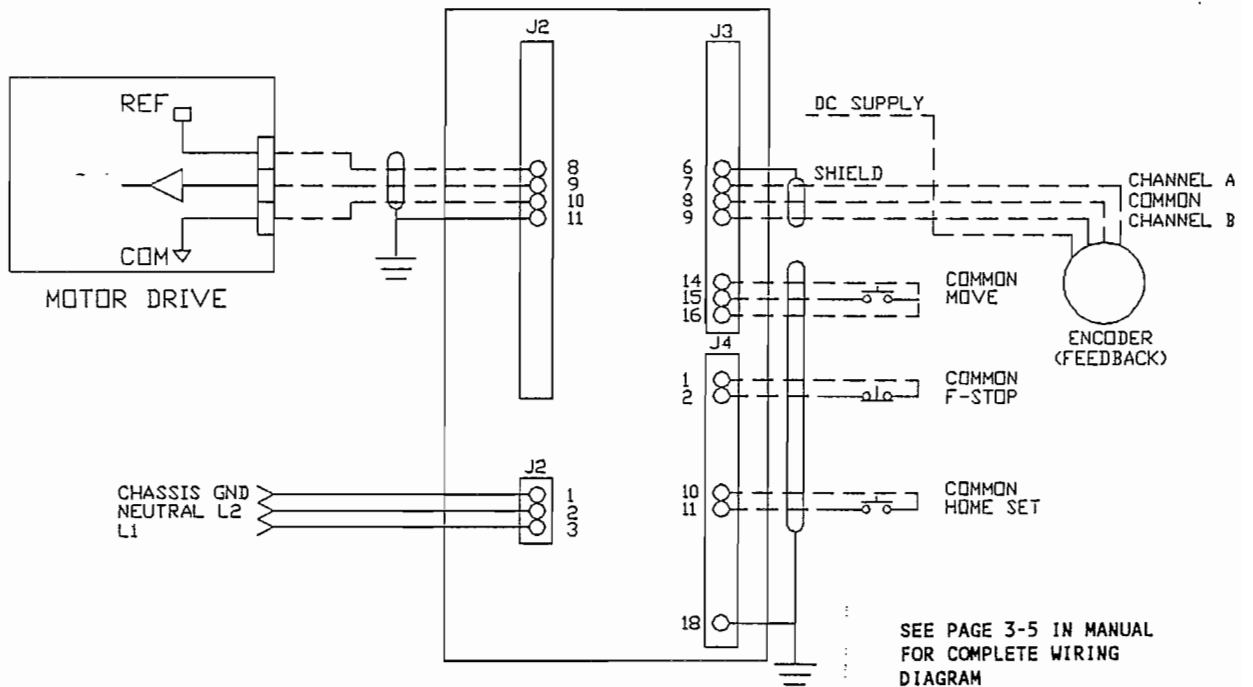 J2
J3
REF
DC SUPPLY
8
9
10
11
6
7
8
9
SHIELD
CHANNEL A
COMMON
CHANNEL B
COM
MOTOR DRIVE
14
15
16
COMMON
MOVE
ENCODER
(FEEDBACK)
J4
1
2
COMMON
F-STOP
J2
CHASSIS GND
NEUTRAL L2
L1
1
2
3
10
11
COMMON
HOME SET
18
SEE PAGE 3-5 IN MANUAL
FOR COMPLETE WIRING
DIAGRAM